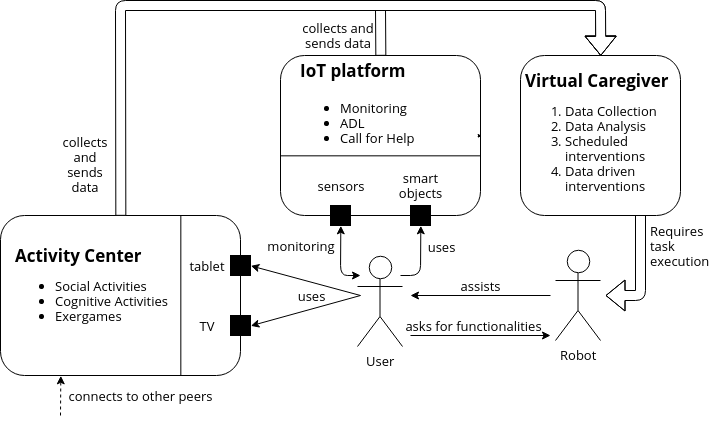 collects and
sends data
IoT platform
Monitoring
ADL
Call for Help
sensors
smart
objects
Virtual Caregiver
1. Data Collection
2. Data Analysis
3. Scheduled
interventions
4. Data driven
interventions
collects
and
sends
data
Activity Center
Social Activities
Cognitive Activities
Exergames
tablet
TV
monitoring
uses
uses
User
assists
asks for functionalities
Robot
Requires
task
execution
connects to other peers